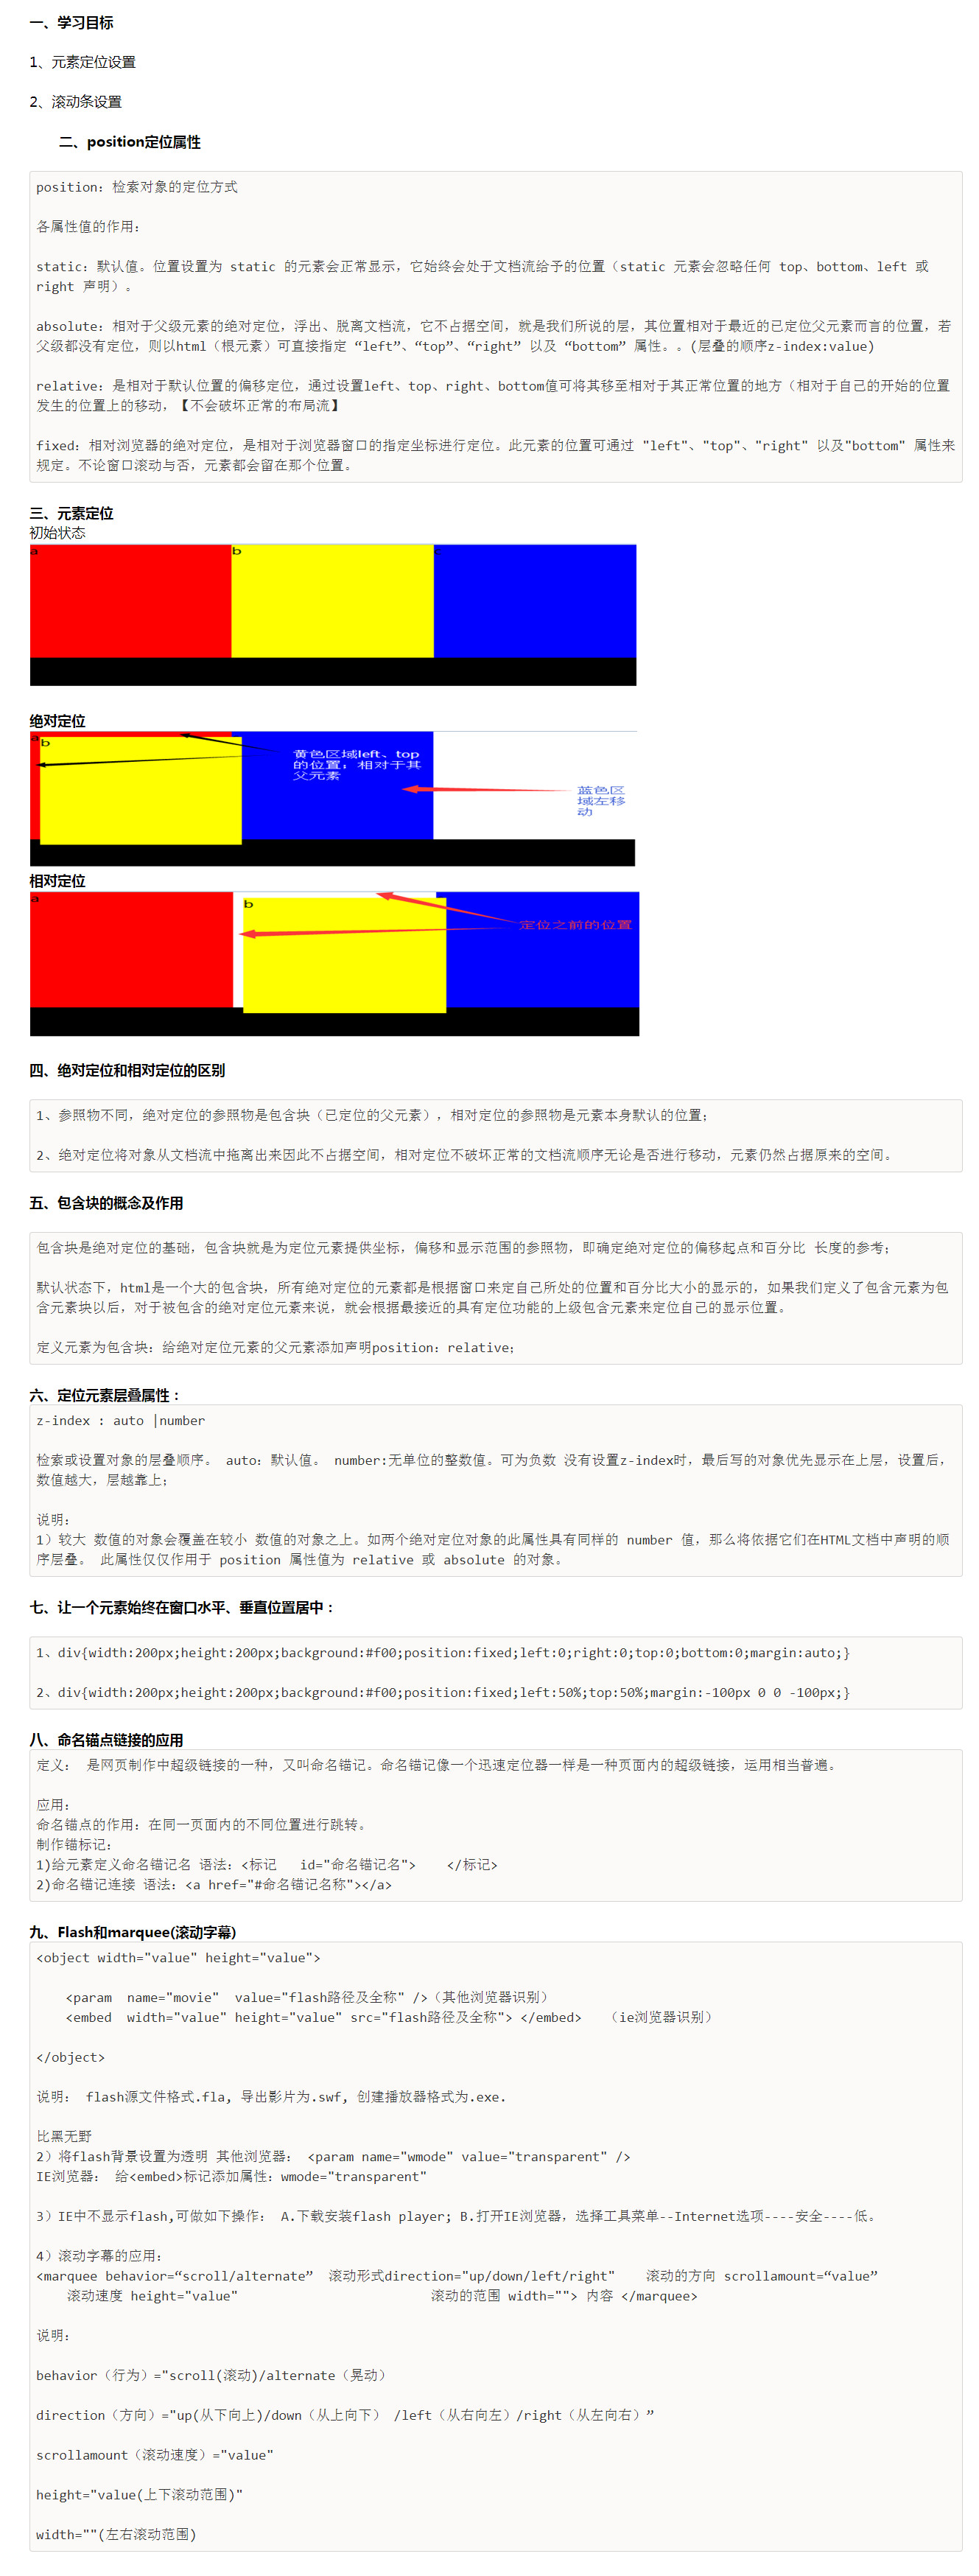 一、学习目标
1、元素定位设置
2、滚动条设置
二、position定位属性
position：检索对象的定位方式
各属性值的作用：
static：默认值。位置设置为 static 的元素会正常显示，它始终会处于文档流给予的位置（static 元素会忽略任何 top、bottom、left 或
right 声明）。
absolute：相对于父级元素的绝对定位，浮出、脱离文档流，它不占据空间，就是我们所说的层，其位置相对于最近的已定位父元素而言的位置，若
父级都没有定位，则以html（根元素）可直接指定 “left”、“top”、“right” 以及 “bottom” 属性。。(层叠的顺序z-index:value)
relative：是相对于默认位置的偏移定位，通过设置left、top、right、bottom值可将其移至相对于其正常位置的地方（相对于自己的开始的位置
发生的位置上的移动，【不会破坏正常的布局流】
fixed：相对浏览器的绝对定位，是相对于浏览器窗口的指定坐标进行定位。此元素的位置可通过 "left"、"top"、"right" 以及"bottom" 属性来
规定。不论窗口滚动与否，元素都会留在那个位置。
三、元素定位
初始状态
a b c
绝对定位
a
b
黄色区域left、top
的位置：相对于其
父元素
蓝色区
域左移
动
相对定位
a
b
定位之前的位置
四、绝对定位和相对定位的区别
1、参照物不同，绝对定位的参照物是包含块（已定位的父元素），相对定位的参照物是元素本身默认的位置；
2、绝对定位将对象从文档流中拖离出来因此不占据空间，相对定位不破坏正常的文档流顺序无论是否进行移动，元素仍然占据原来的空间。
五、包含块的概念及作用
包含块是绝对定位的基础，包含块就是为定位元素提供坐标，偏移和显示范围的参照物，即确定绝对定位的偏移起点和百分比 长度的参考；
默认状态下，html是一个大的包含块，所有绝对定位的元素都是根据窗口来定自己所处的位置和百分比大小的显示的，如果我们定义了包含元素为包
含元素块以后，对于被包含的绝对定位元素来说，就会根据最接近的具有定位功能的上级包含元素来定位自己的显示位置。
定义元素为包含块：给绝对定位元素的父元素添加声明position：relative；
六、定位元素层叠属性：
z-index : auto |number
检索或设置对象的层叠顺序。 auto：默认值。 number:无单位的整数值。可为负数 没有设置z-index时，最后写的对象优先显示在上层，设置后，
数值越大，层越靠上；
说明：
1）较大 数值的对象会覆盖在较小 数值的对象之上。如两个绝对定位对象的此属性具有同样的 number 值，那么将依据它们在HTML文档中声明的顺
序层叠。 此属性仅仅作用于 position 属性值为 relative 或 absolute 的对象。
七、让一个元素始终在窗口水平、垂直位置居中：
1、div{width:200px;height:200px;background:#f00;position:fixed;left:0;right:0;top:0;bottom:0;margin:auto;}
2、div{width:200px;height:200px;background:#f00;position:fixed;left:50%;top:50%;margin:-100px 0 0 -100px;}
八、命名锚点链接的应用
定义： 是网页制作中超级链接的一种，又叫命名锚记。命名锚记像一个迅速定位器一样是一种页面内的超级链接，运用相当普遍。
应用：
命名锚点的作用：在同一页面内的不同位置进行跳转。
制作锚标记：
1)给元素定义命名锚记名 语法：<标记 id="命名锚记名"> </标记>
2)命名锚记连接 语法：<a href="#命名锚记名称"></a>
九、Flash和marquee(滚动字幕)
<object width="value" height="value">
<param name="movie" value="flash路径及全称" />（其他浏览器识别）
<embed width="value" height="value" src="flash路径及全称"> </embed> （ie浏览器识别）
</object>
说明： flash源文件格式.fla, 导出影片为.swf, 创建播放器格式为.exe.
比黑无野
2）将flash背景设置为透明 其他浏览器： <param name="wmode" value="transparent" />
IE浏览器： 给<embed>标记添加属性：wmode="transparent"
3）IE中不显示flash,可做如下操作： A.下载安装flash player; B.打开IE浏览器，选择工具菜单--Internet选项----安全----低。
4）滚动字幕的应用：
<marquee behavior=“scroll/alternate” 滚动形式direction="up/down/left/right" 滚动的方向 scrollamount=“value”
滚动速度 height="value" 滚动的范围 width=""> 内容 </marquee>
说明：
behavior（行为）="scroll(滚动)/alternate（晃动）
direction（方向）="up(从下向上)/down（从上向下） /left（从右向左）/right（从左向右）”
scrollamount（滚动速度）="value"
height="value(上下滚动范围)"
width=""(左右滚动范围)